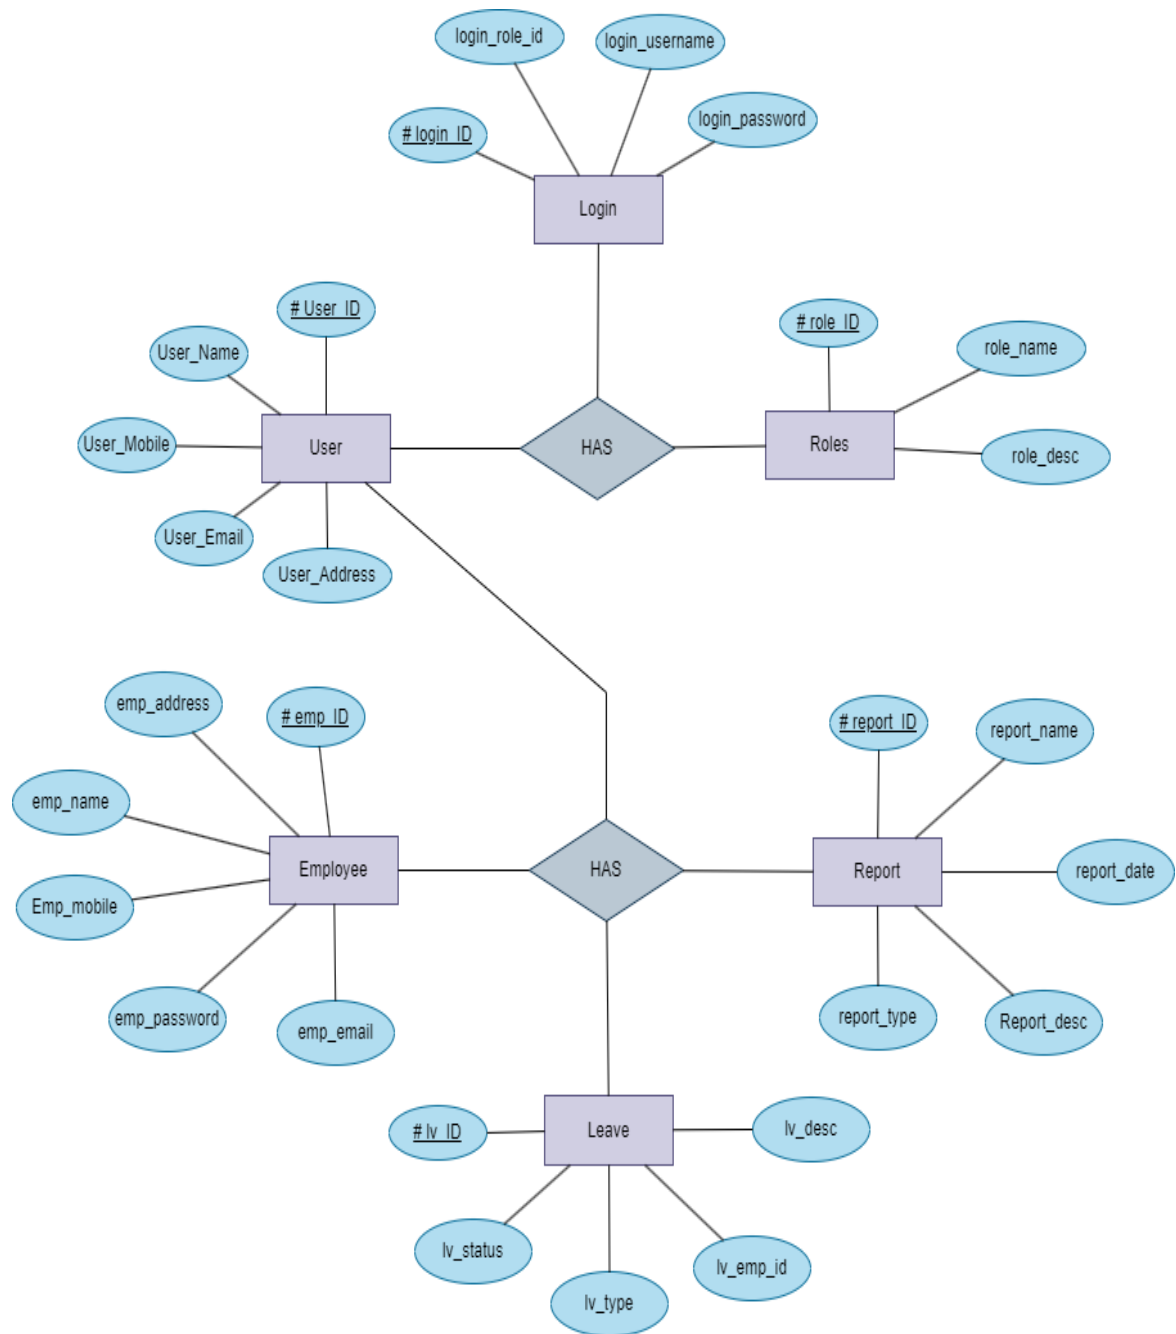 login_role_id
login_username
# login_ID
login_password
Login
# User_ID
User_Name
User_Mobile
User
User_Email
User_Address
HAS
# role_ID
role_name
Roles
role_desc
emp_address
# emp_ID
emp_name
Emp_mobile
Employee
emp_password
emp_email
HAS
# report_ID
report_name
Report
report_date
report_type
Report_desc
# lv_ID
Leave
lv_desc
lv_status
lv_type
lv_emp_id